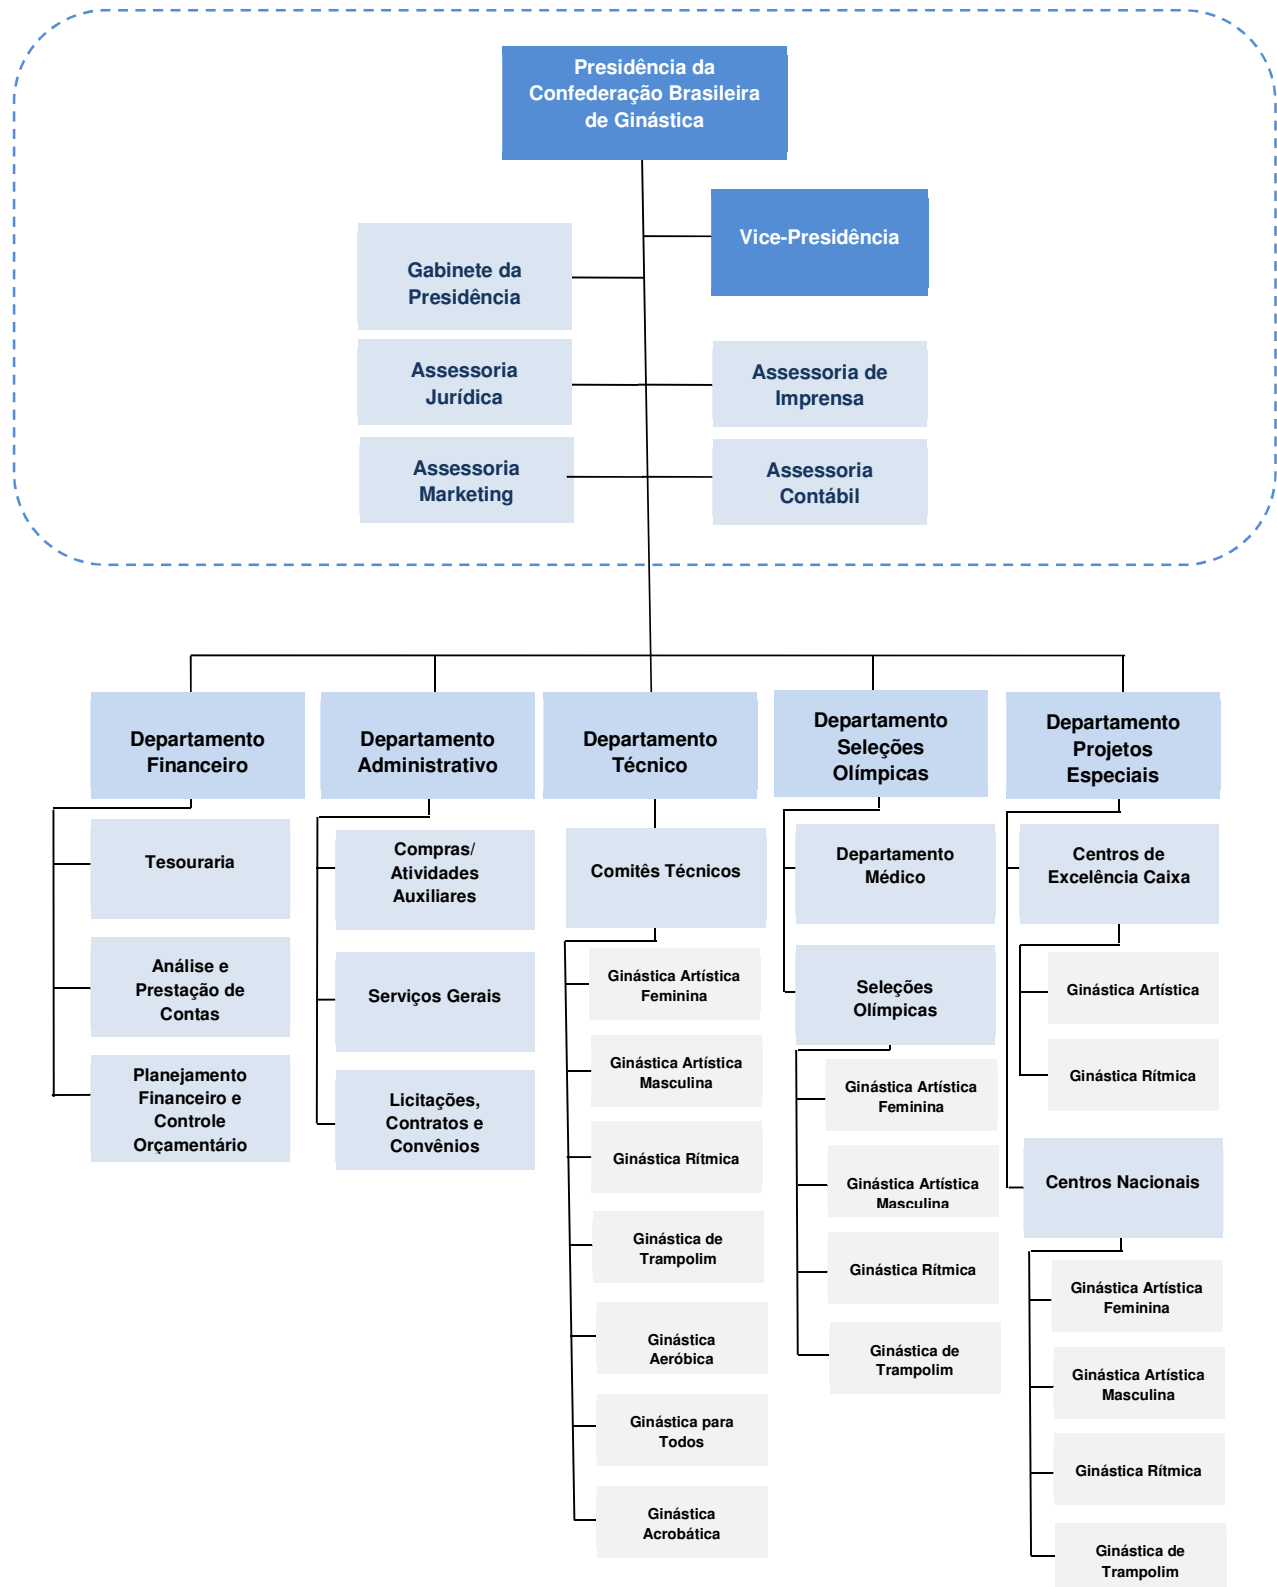 Presidência da
Confederação Brasileira
de Ginástica
Vice-Presidência
Gabinete da
Presidência
Assessoria
Jurídica
Assessoria de
Imprensa
Assessoria
Marketing
Assessoria
Contábil
Departamento
Financeiro
Tesouraria
Análise e
Prestação de
Contas
Planejamento
Financeiro e
Controle
Orçamentário
Departamento
Administrativo
Compras/
Atividades
Auxiliares
Serviços Gerais
Licitações,
Contratos e
Convênios
Departamento
Técnico
Comitês Técnicos
Ginástica Artística
Feminina
Ginástica Artística
Masculina
Ginástica Rítmica
Ginástica de
Trampolim
Ginástica
Aeróbica
Ginástica para
Todos
Ginástica
Acrobática
Departamento
Seleções
Olímpicas
Departamento
Médico
Seleções
Olímpicas
Ginástica Artística
Feminina
Ginástica Artística
Masculina
Ginástica Rítmica
Ginástica de
Trampolim
Departamento
Projetos
Especiais
Centros de
Excelência Caixa
Ginástica Artística
Ginástica Rítmica
Centros Nacionais
Ginástica Artística
Feminina
Ginástica Artística
Masculina
Ginástica Rítmica
Ginástica de
Trampolim